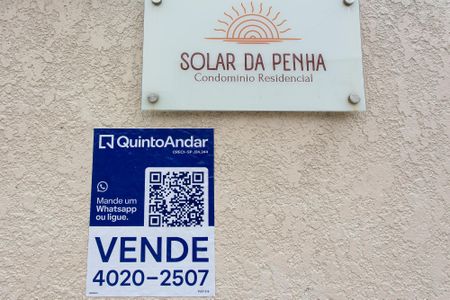 SOLAR DA PENHA
Condomínio Residencial
QuintoAndar
Mande um
Whatsapp
ou ligue.
VENDE
4020-2507